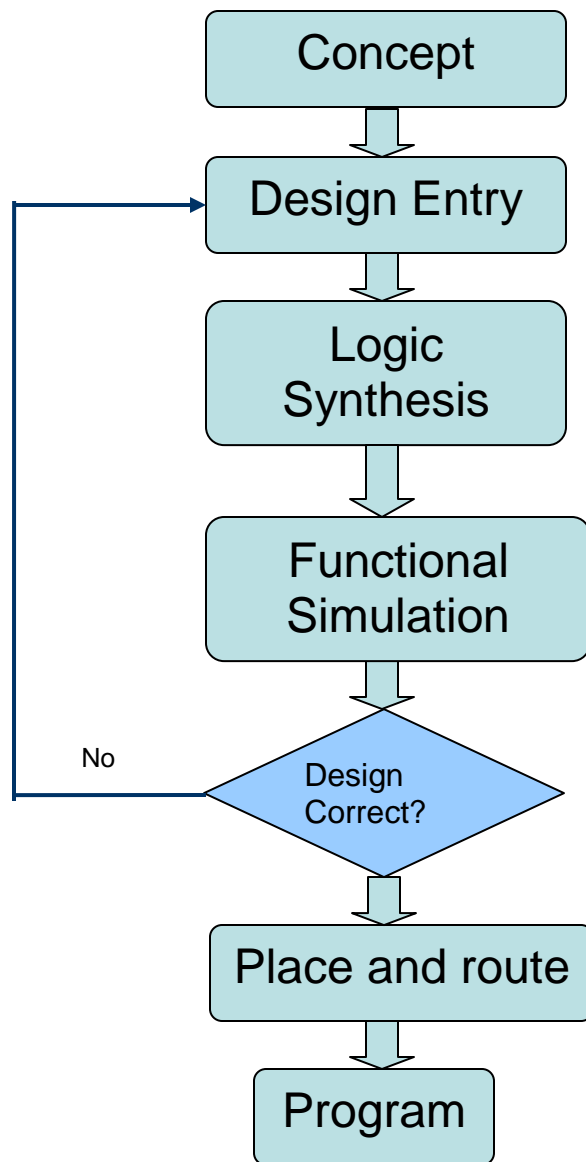 Concept
Design Entry
Logic
Synthesis
Functional
Simulation
No
Design
Correct?
Place and route
Program